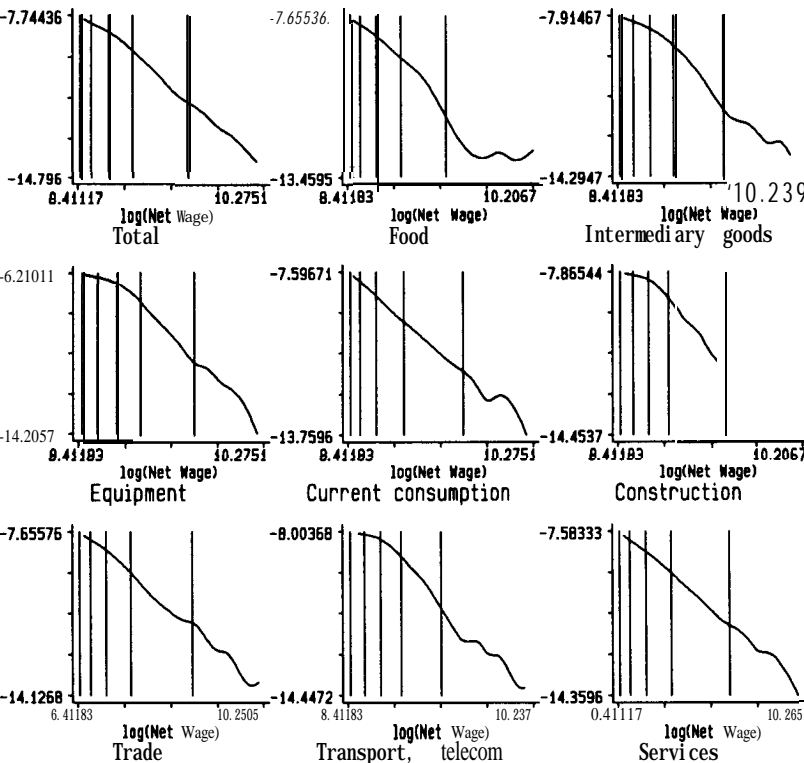 -7.74436 -7.65536. -7.91467
-14.796 -13.4595 -14.2947
8.41117 10.2751 8.41183 10.2067 8.41183 10.239
log(Net Wage) log(Net Wage) log(Net Wage)
Total Food Intermediary goods
-6.21011 -7.59671 -7.86544
-14.2057 -13.7596 -14.4537
8.41183 10.2751 8.41183 10.2751 8.41183 10.2067
log(Net Wage) log(Net Wage) log(Net Wage)
Equipment Current consumption Construction
-7.65576 -8.00368 -7.58333
-14.1268 -14.4472 -14.3596
6.41183 10.2505 8.41183 10.237 0.41117 10.265
log(Net Wage) log(Net Wage) log(Net Wage)
Trade Transport, telecom Services